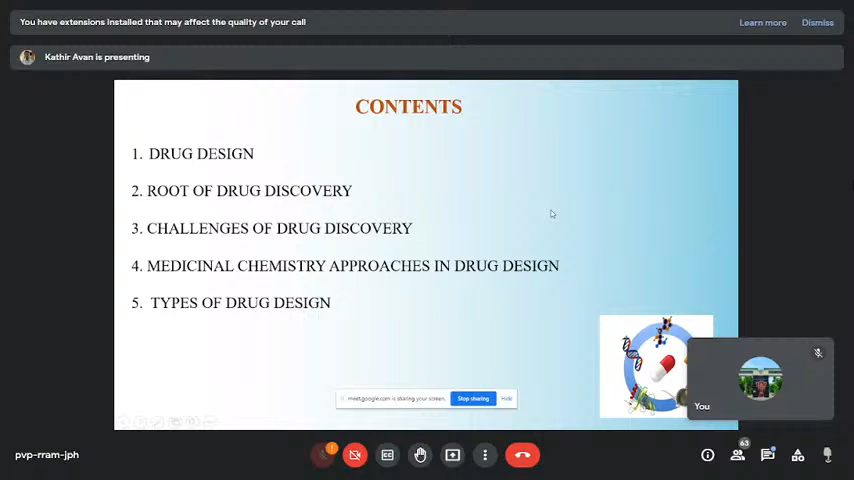 You have extensions installed that may affect the quality of your call
Learn more
Dismiss
Kathir Avan is presenting
CONTENTS
1. DRUG DESIGN
2. ROOT OF DRUG DISCOVERY
3. CHALLENGES OF DRUG DISCOVERY
4. MEDICINAL CHEMISTRY APPROACHES IN DRUG DESIGN
5. TYPES OF DRUG DESIGN
meet.google.com is sharing your screen.
Stop sharing
Hide
You
pvp-rram-jph
63